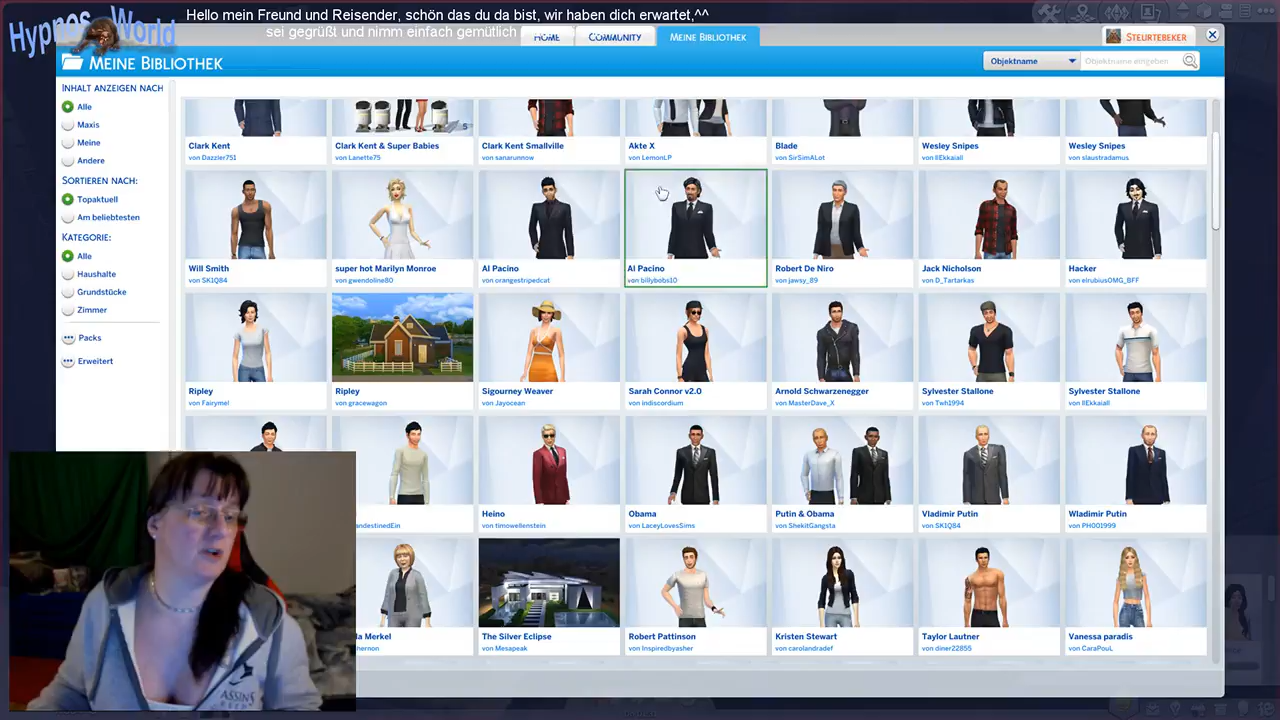 Hypnos World
Hello mein Freund und Reisender, schön das du da bist, wir haben dich erwartet,^^
sei gegrüßt und nimm einfach gemütlich
HOME
COMMUNITY
MEINE BIBLIOTHEK
STEURTEBEKER
MEINE BIBLIOTHEK
Objektname
Objektname eingeben
INHALT ANZEIGEN NACH
Alle
Maxis
Meine
Andere
SORTIEREN NACH:
Topaktuell
Am beliebtesten
KATEGORIE:
Alle
Haushalte
Grundstücke
Zimmer
Packs
Erweitert
5
Clark Kent
von Dazzler751
Clark Kent & Super Babies
von Lanette75
Clark Kent Smallville
von sanarunnow
Akte X
von LemonLP
Blade
von SirSimALot
Wesley Snipes
von IIEkkaiall
Wesley Snipes
von slaustradamus
Will Smith
von SK1Q84
super hot Marilyn Monroe
von gwendoline80
Al Pacino
von orangestripedcat
Al Pacino
von billybobs10
Robert De Niro
von jawsy_89
Jack Nicholson
von D_Tartarkas
Hacker
von elrubiusOMG_BFF
Ripley
von Fairymel
Ripley
von gracewagon
Sigourney Weaver
von Jayocean
Sarah Connor v2.0
von indiscordium
Arnold Schwarzenegger
von MasterDave_X
Sylvester Stallone
von Twh1994
Sylvester Stallone
von IIEkkaiall
andestinedEin
Heino
von timowellenstein
Obama
von LaceyLovesSims
Putin & Obama
von ShekitGangsta
Vladimir Putin
von SK1Q84
Wladimir Putin
von PH001999
la Merkel
hernon
The Silver Eclipse
von Mesapeak
Robert Pattinson
von Inspiredbyasher
Kristen Stewart
von carolandradef
Taylor Lautner
von diner22855
Vanessa paradis
von CaraPouL
ASSASSINS